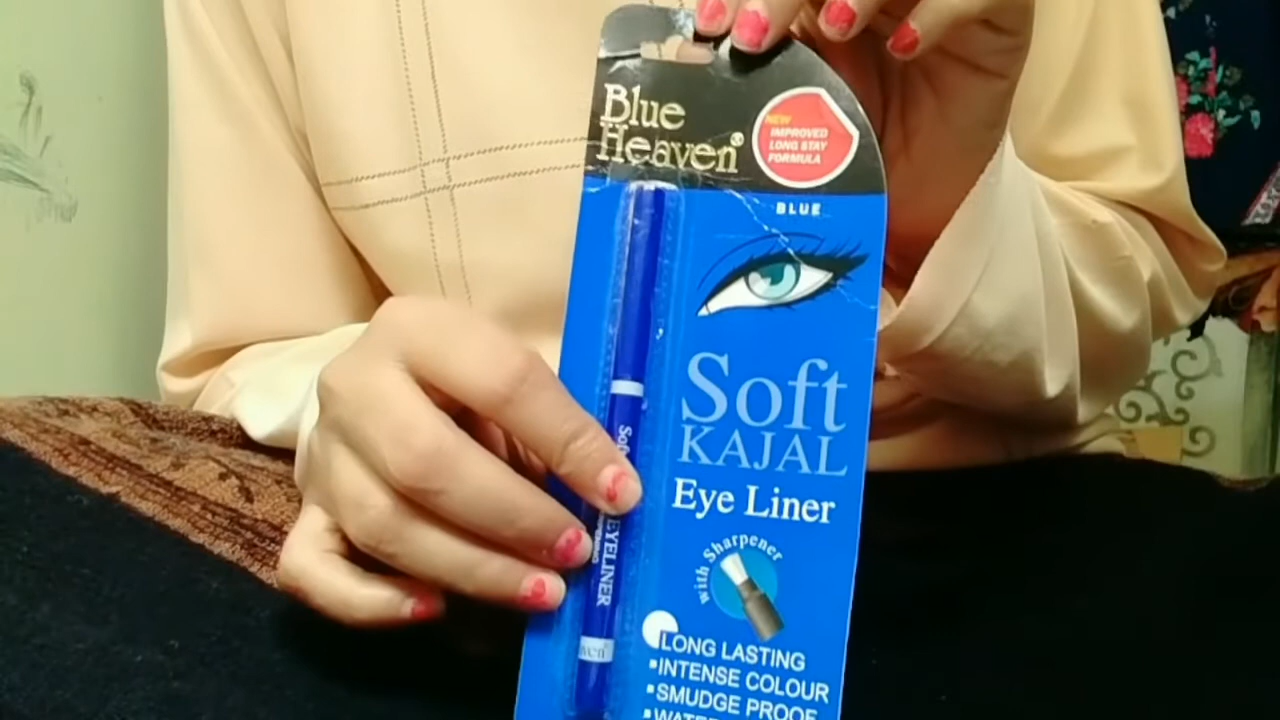 Blue
Heaven®
NEW
IMPROVED
LONG STAY
FORMULA
BLUE
Soft
KAJAL
Eye Liner
with Sharpener
LONG LASTING
▪INTENSE COLOUR
▪SMUDGE PROOF
EYELINER